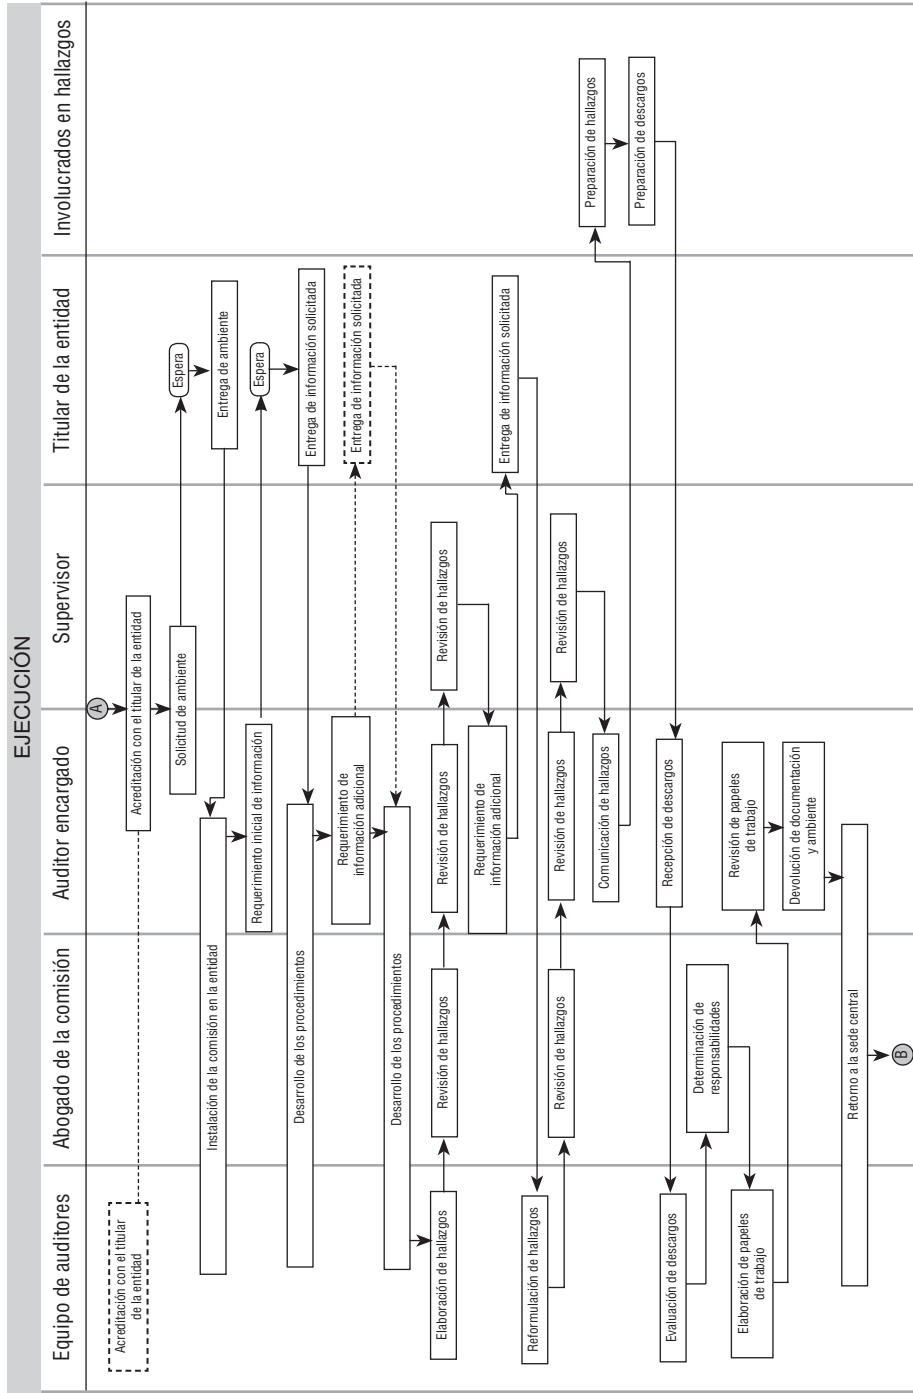 EJECUCIÓN
Equipo de auditores
Abogado de la comisión
Auditor encargado
Supervisor
Titular de la entidad
Involucrados en hallazgos
A
Acreditación con el titular
de la entidad
Acreditación con el titular de la entidad
Solicitud de ambiente
Espera
Entrega de ambiente
Instalación de la comisión en la entidad
Requerimiento inicial de información
Espera
Entrega de información solicitada
Desarrollo de los procedimientos
Requerimiento de
información adicional
Entrega de información solicitada
Desarrollo de los procedimientos
Elaboración de hallazgos
Revisión de hallazgos
Revisión de hallazgos
Revisión de hallazgos
Requerimiento de
información adicional
Entrega de información solicitada
Reformulación de hallazgos
Revisión de hallazgos
Revisión de hallazgos
Revisión de hallazgos
Comunicación de hallazgos
Preparación de hallazgos
Preparación de descargos
Recepción de descargos
Evaluación de descargos
Determinación de
responsabilidades
Elaboración de papeles
de trabajo
Revisión de papeles
de trabajo
Devolución de documentación
y ambiente
Retorno a la sede central
B